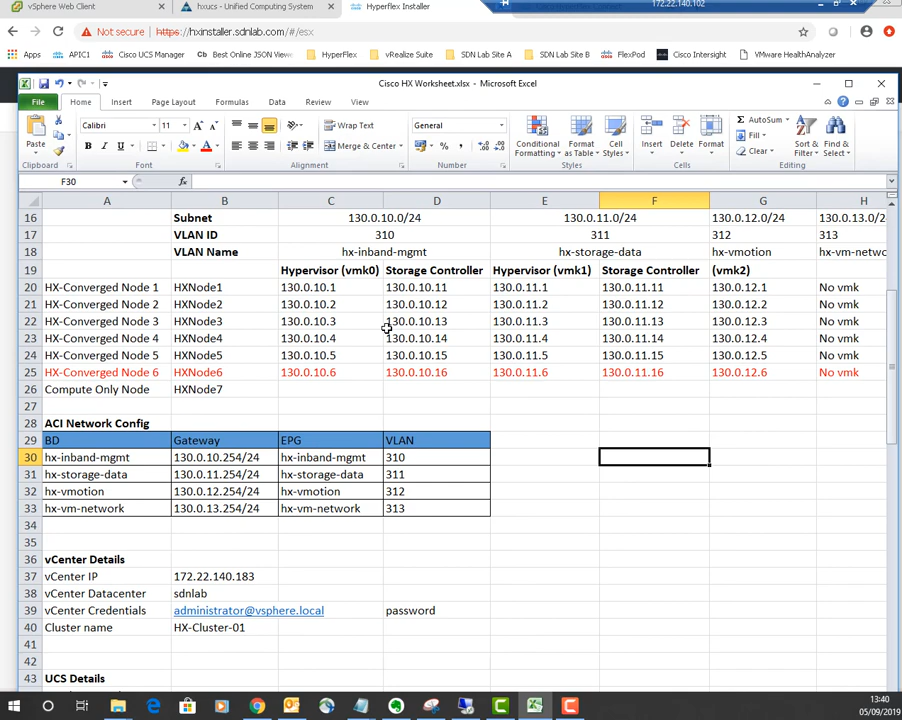 vSphere Web Client × hxucs - Unified Computing System × Hyperflex Installer 172.22.140.102
Not secure https://hxinstaller.sdnlab.com/#/esx
Apps APIC1 Cisco UCS Manager Best Online JSON Viewer HyperFlex vRealize Suite SDN Lab Site A SDN Lab Site B FlexPod Cisco Intersight VMware HealthAnalyzer
Cisco HX Worksheet.xlsx - Microsoft Excel
File Home Insert Page Layout Formulas Data Review View
Paste Calibri 11 Wrap Text General Conditional Formatting Format as Table Cell Styles Insert Delete Format AutoSum Sort & Filter Find & Select
B I U Merge & Center % , Fill
Clear
Clipboard Font Alignment Number Styles Cells Editing
F30 fx
A B C D E F G H
16 Subnet 130.0.10.0/24 130.0.11.0/24 130.0.12.0/24 130.0.13.0/2
17 VLAN ID 310 311 312 313
18 VLAN Name hx-inband-mgmt hx-storage-data hx-vmotion hx-vm-netwo
19 Hypervisor (vmk0) Storage Controller Hypervisor (vmk1) Storage Controller (vmk2)
20 HX-Converged Node 1 HXNode1 130.0.10.1 130.0.10.11 130.0.11.1 130.0.11.11 130.0.12.1 No vmk
21 HX-Converged Node 2 HXNode2 130.0.10.2 130.0.10.12 130.0.11.2 130.0.11.12 130.0.12.2 No vmk
22 HX-Converged Node 3 HXNode3 130.0.10.3 130.0.10.13 130.0.11.3 130.0.11.13 130.0.12.3 No vmk
23 HX-Converged Node 4 HXNode4 130.0.10.4 130.0.10.14 130.0.11.4 130.0.11.14 130.0.12.4 No vmk
24 HX-Converged Node 5 HXNode5 130.0.10.5 130.0.10.15 130.0.11.5 130.0.11.15 130.0.12.5 No vmk
25 HX-Converged Node 6 HXNode6 130.0.10.6 130.0.10.16 130.0.11.6 130.0.11.16 130.0.12.6 No vmk
26 Compute Only Node HXNode7
27
28 ACI Network Config
29 BD Gateway EPG VLAN
30 hx-inband-mgmt 130.0.10.254/24 hx-inband-mgmt 310
31 hx-storage-data 130.0.11.254/24 hx-storage-data 311
32 hx-vmotion 130.0.12.254/24 hx-vmotion 312
33 hx-vm-network 130.0.13.254/24 hx-vm-network 313
34
35
36 vCenter Details
37 vCenter IP 172.22.140.183
38 vCenter Datacenter sdnlab
39 vCenter Credentials administrator@vsphere.local password
40 Cluster name HX-Cluster-01
41
42
43 UCS Details
13:40
05/09/2019